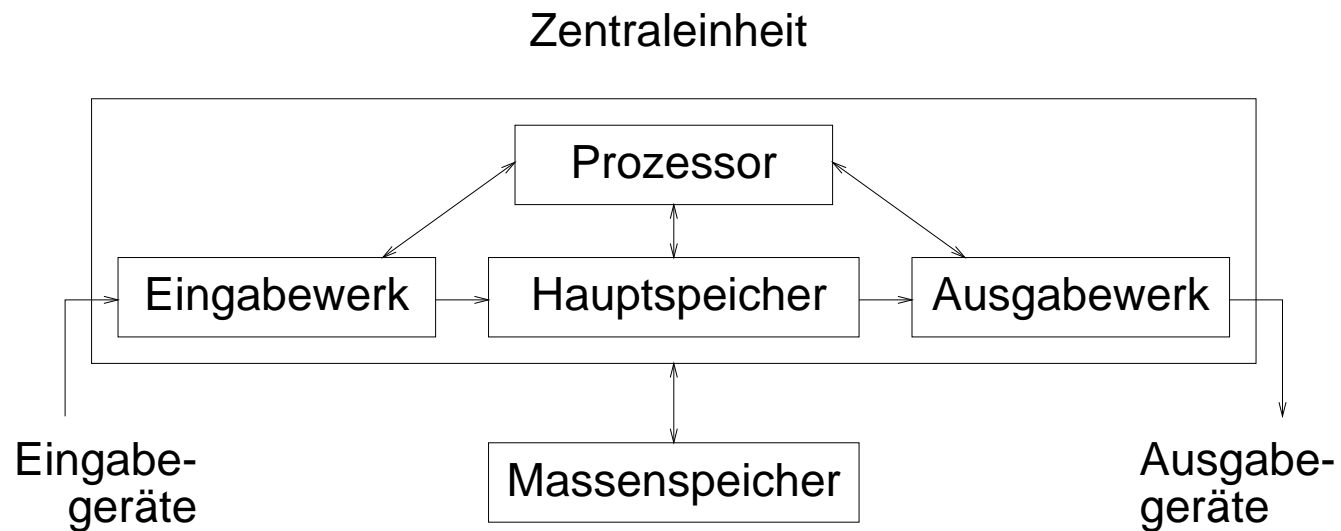 Zentraleinheit
Prozessor
Eingabewerk
Hauptspeicher
Ausgabewerk
Eingabe-
geräte
Massenspeicher
Ausgabe-
geräte